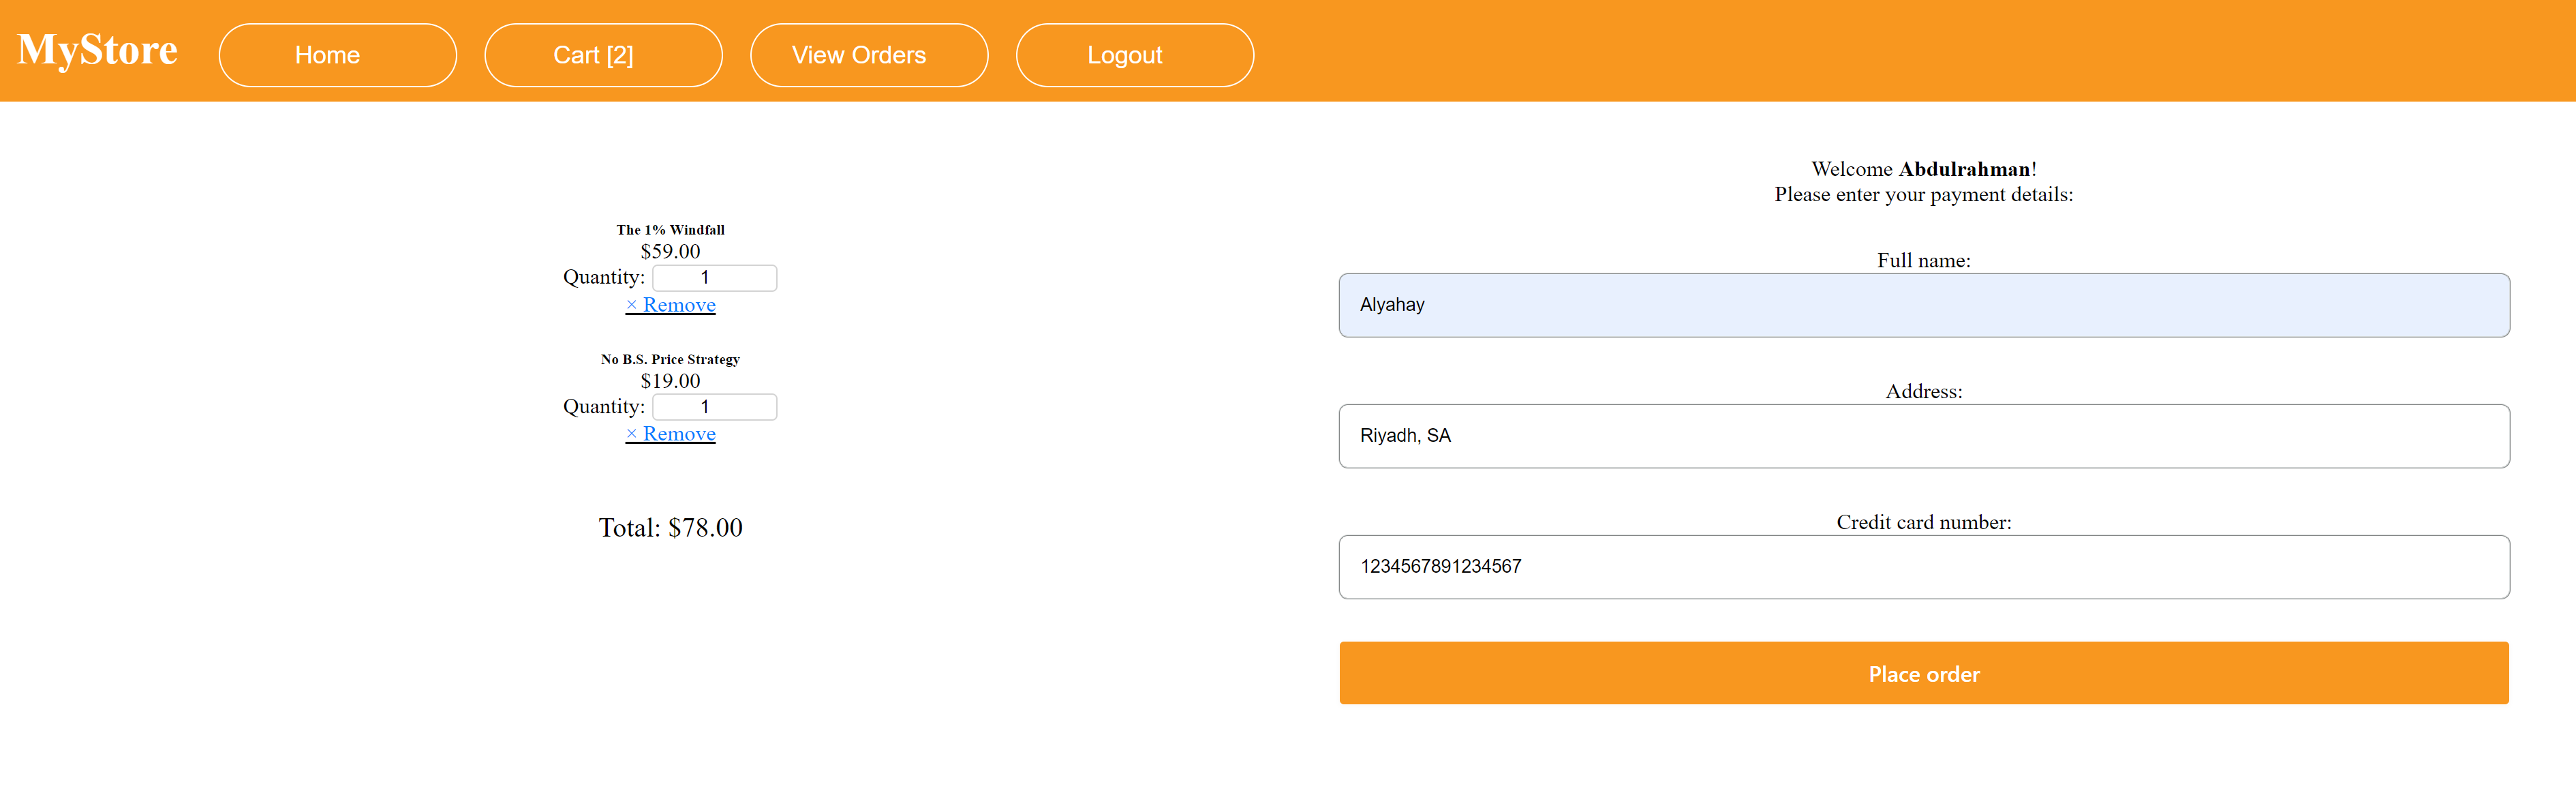 MyStore Home Cart [2] View Orders Logout
The 1% Windfall
$59.00
Quantity: 1
× Remove
No B.S. Price Strategy
$19.00
Quantity: 1
× Remove
Total: $78.00
Welcome Abdulrahman!
Please enter your payment details:
Full name:
Alyahay
Address:
Riyadh, SA
Credit card number:
1234567891234567
Place order